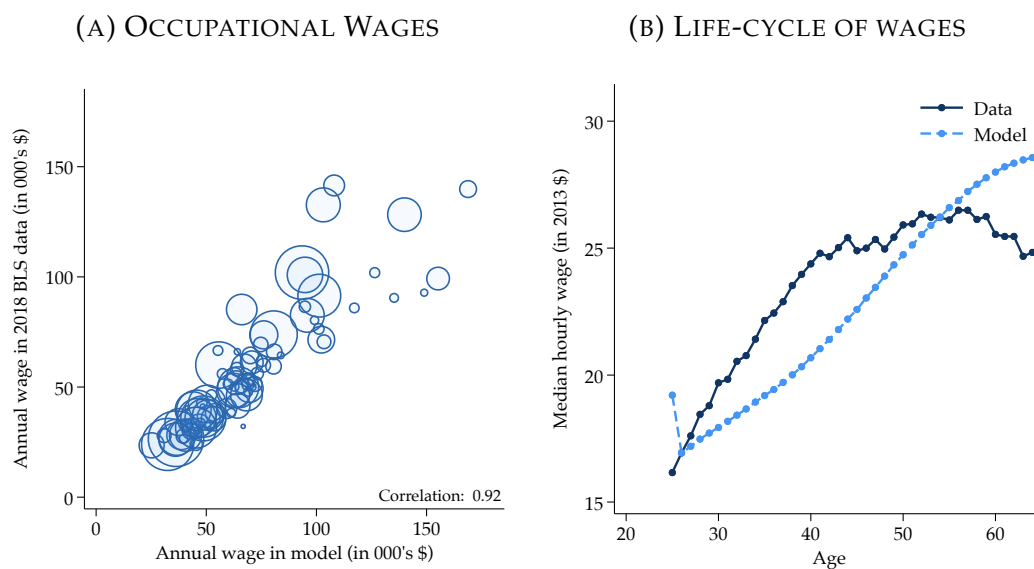 (A) OCCUPATIONAL WAGES
Annual wage in 2018 BLS data (in 000's $)
150
100
50
0
Correlation: 0.92
0 50 100 150
Annual wage in model (in 000's $)
(B) LIFE-CYCLE OF WAGES
Median hourly wage (in 2013 $)
30
25
20
15
Data
Model
20 30 40 50 60
Age